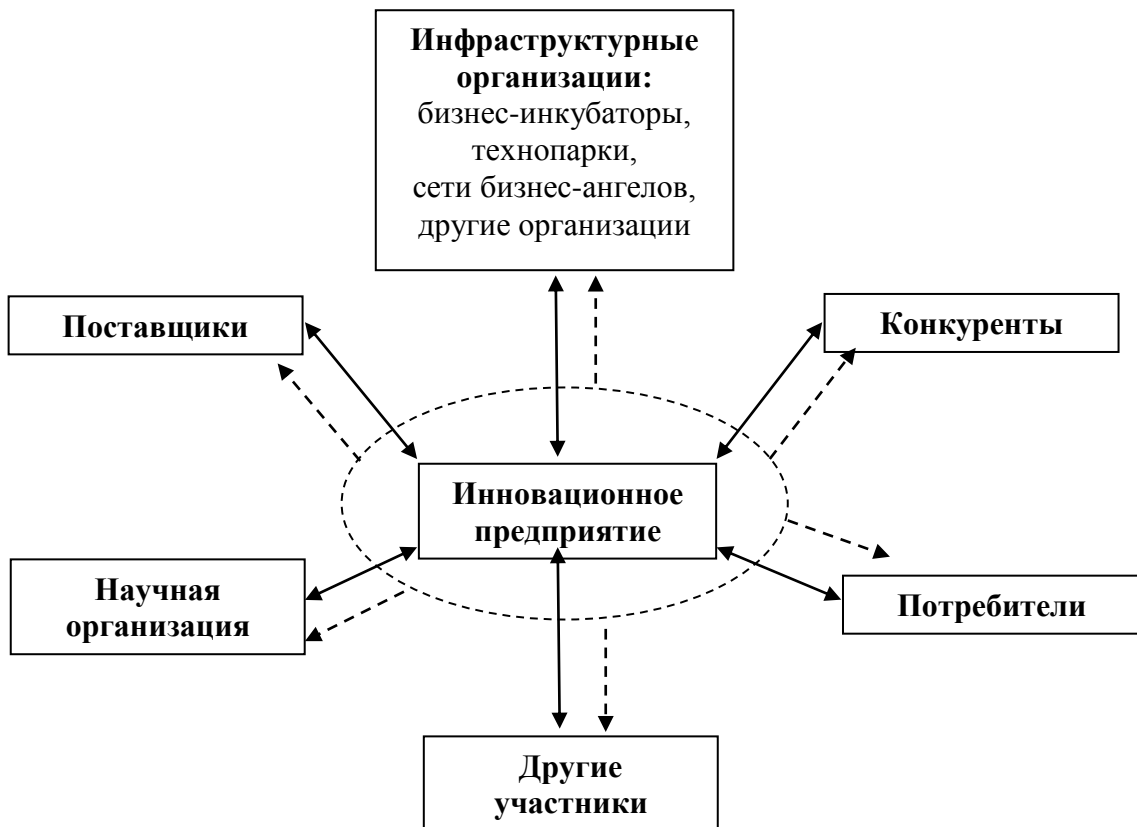 Инфраструктурные
организации:
бизнес-инкубаторы,
технопарки,
сети бизнес-ангелов,
другие организации
Поставщики
Конкуренты
Инновационное
предприятие
Научная
организация
Потребители
Другие
участники